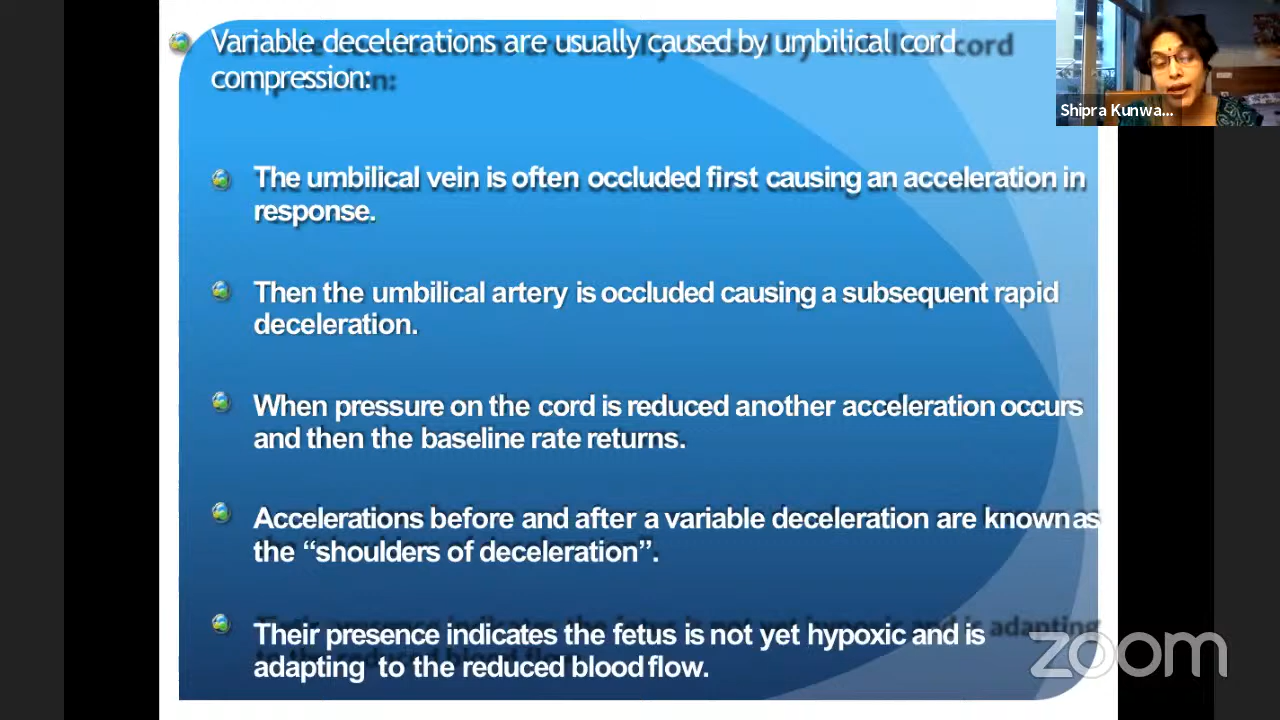 Variable decelerations are usually caused by umbilical cord
compression:
Shipra Kunwa...
The umbilical vein is often occluded first causing an acceleration in
response.
Then the umbilical artery is occluded causing a subsequent rapid
deceleration.
When pressure on the cord is reduced another acceleration occurs
and then the baseline rate returns.
Accelerations before and after a variable deceleration are known as
the “shoulders of deceleration”.
Their presence indicates the fetus is not yet hypoxic and is
adapting to the reduced blood flow.
zoom